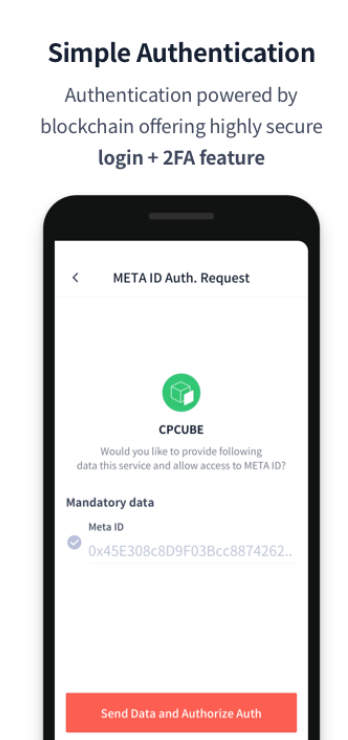 Simple Authentication
Authentication powered by
blockchain offering highly secure
login + 2FA feature
META ID Auth. Request
CPCUBE
Would you like to provide following
data this service and allow access to META ID?
Mandatory data
Meta ID
0x45E308c8D9F03Bcc8874262..
Send Data and Authorize Auth